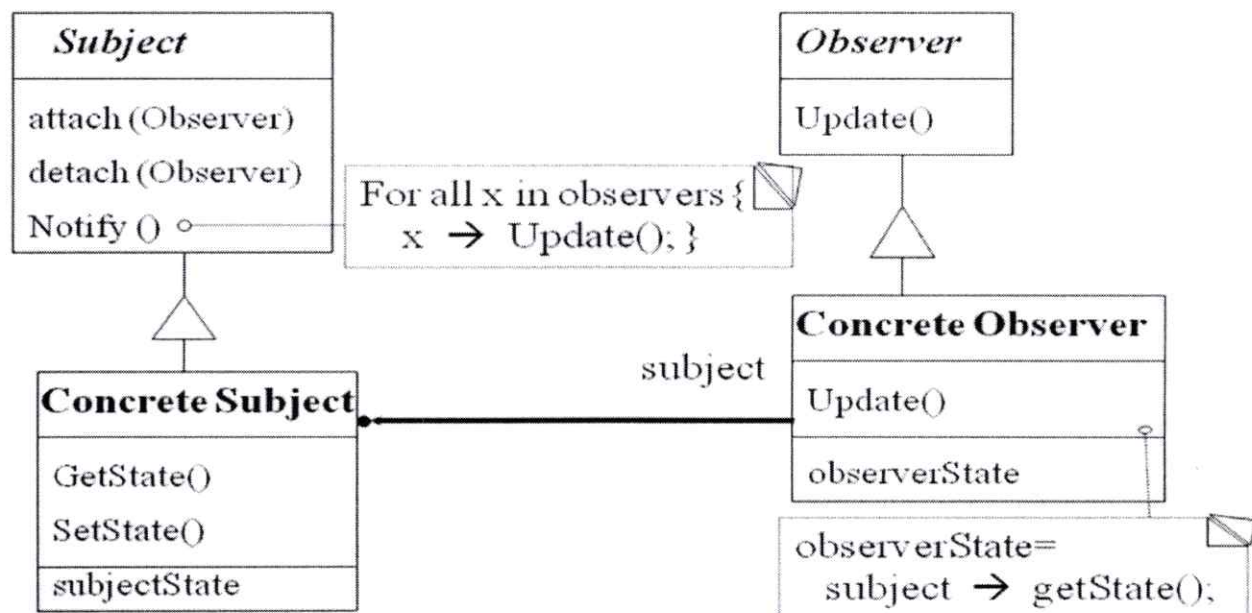 Subject
attach (Observer)
detach (Observer)
Notify ()
For all x in observers {
x → Update(); }
Observer
Update()
Concrete Observer
Update()
observerState
subject
Concrete Subject
GetState()
SetState()
subjectState
observerState=
subject → getState();